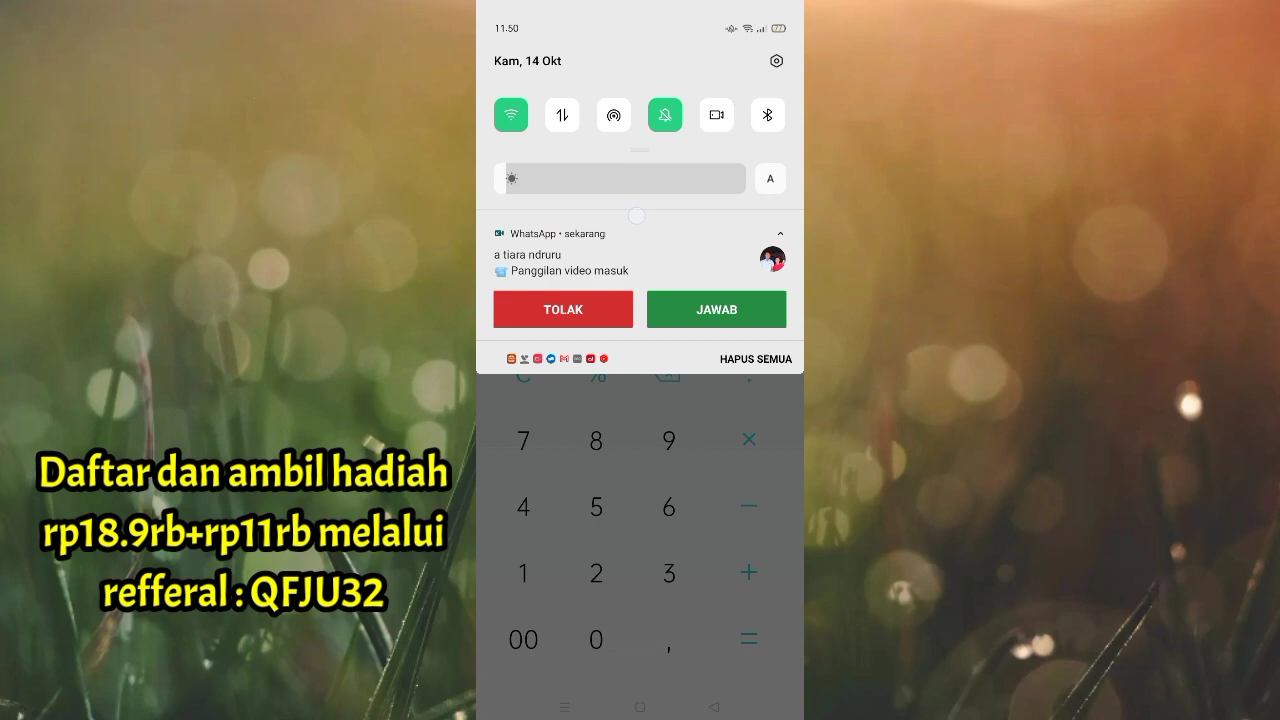 11.50
77
Kam, 14 Okt
A
WhatsApp • sekarang
a tiara ndruru
Panggilan video masuk
TOLAK
JAWAB
HAPUS SEMUA
C %
7 8 9 ×
4 5 6 −
1 2 3 +
00 0 , =
Daftar dan ambil hadiah
rp18.9rb+rp11rb melalui
refferal : QFJU32